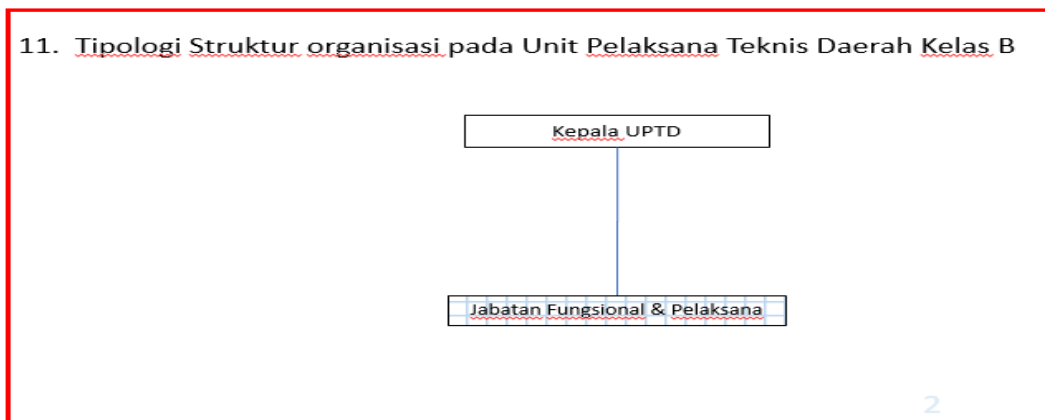 11. Tipologi Struktur organisasi pada Unit Pelaksana Teknis Daerah Kelas B
Kepala UPTD
Jabatan Fungsional & Pelaksana
2